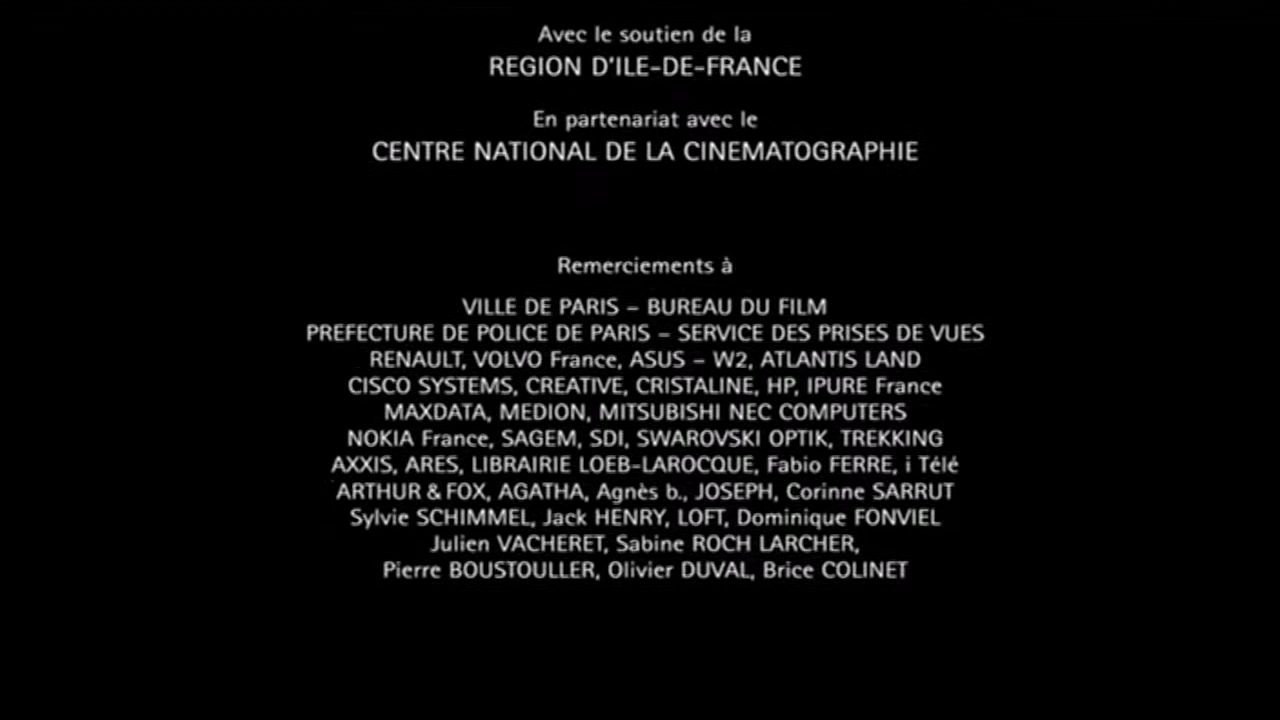 Avec le soutien de la
REGION D'ILE-DE-FRANCE
En partenariat avec le
CENTRE NATIONAL DE LA CINEMATOGRAPHIE
Remerciements à
VILLE DE PARIS – BUREAU DU FILM
PREFECTURE DE POLICE DE PARIS – SERVICE DES PRISES DE VUES
RENAULT, VOLVO France, ASUS – W2, ATLANTIS LAND
CISCO SYSTEMS, CREATIVE, CRISTALINE, HP, IPURE France
MAXDATA, MEDION, MITSUBISHI NEC COMPUTERS
NOKIA France, SAGEM, SDI, SWAROVSKI OPTIK, TREKKING
AXXIS, ARES, LIBRAIRIE LOEB-LAROCQUE, Fabio FERRE, i Télé
ARTHUR & FOX, AGATHA, Agnès b., JOSEPH, Corinne SARRUT
Sylvie SCHIMMEL, Jack HENRY, LOFT, Dominique FONVIEL
Julien VACHERET, Sabine ROCH LARCHER,
Pierre BOUSTOULLER, Olivier DUVAL, Brice COLINET